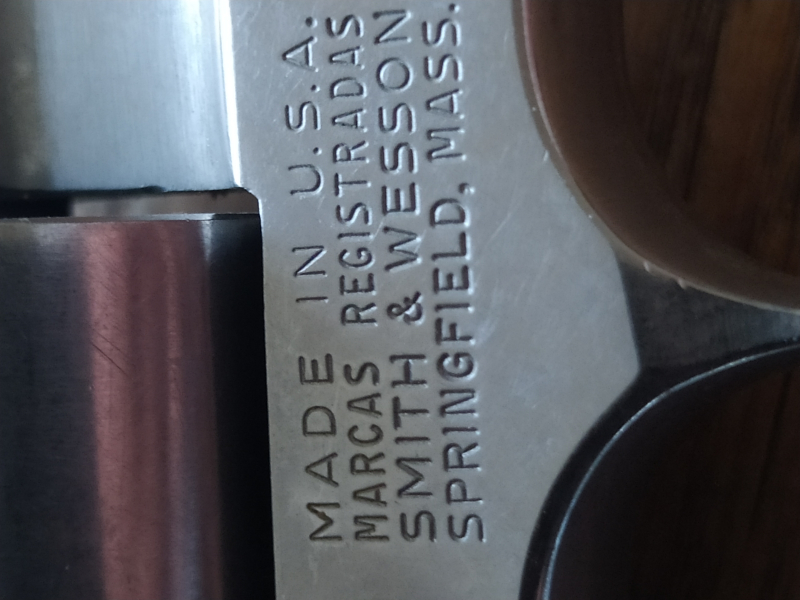 MADE IN U.S.A.
MARCAS REGISTRADAS
SMITH & WESSON
SPRINGFIELD, MASS.